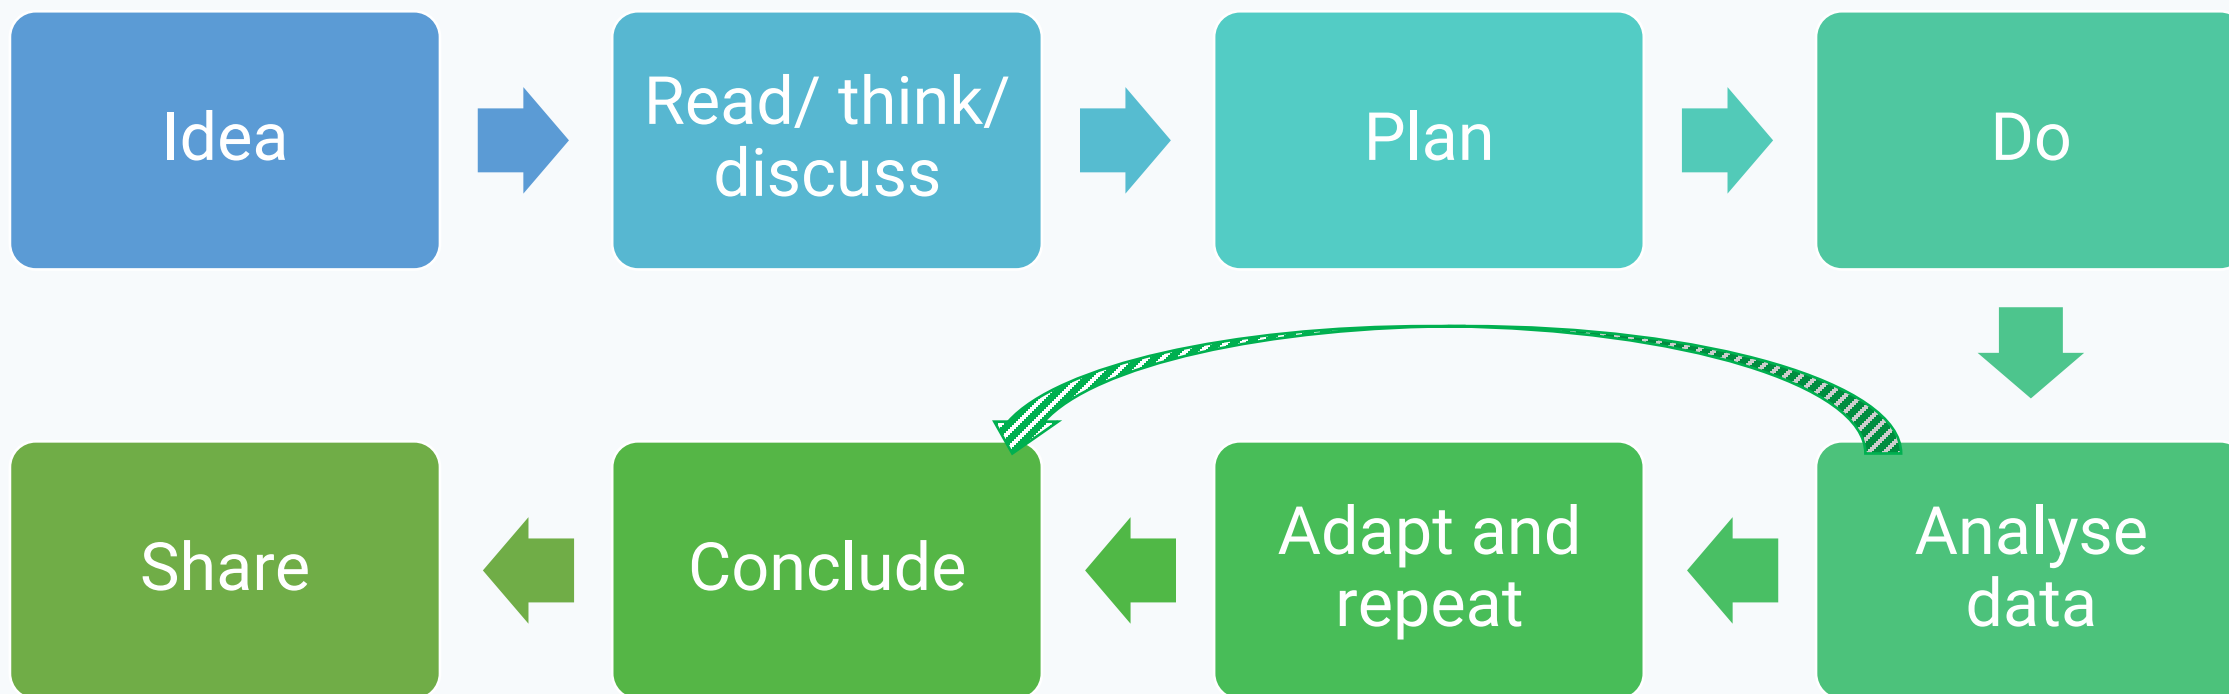 Idea
Read/ think/
discuss
Plan
Do
Analyse
data
Adapt and
repeat
Conclude
Share